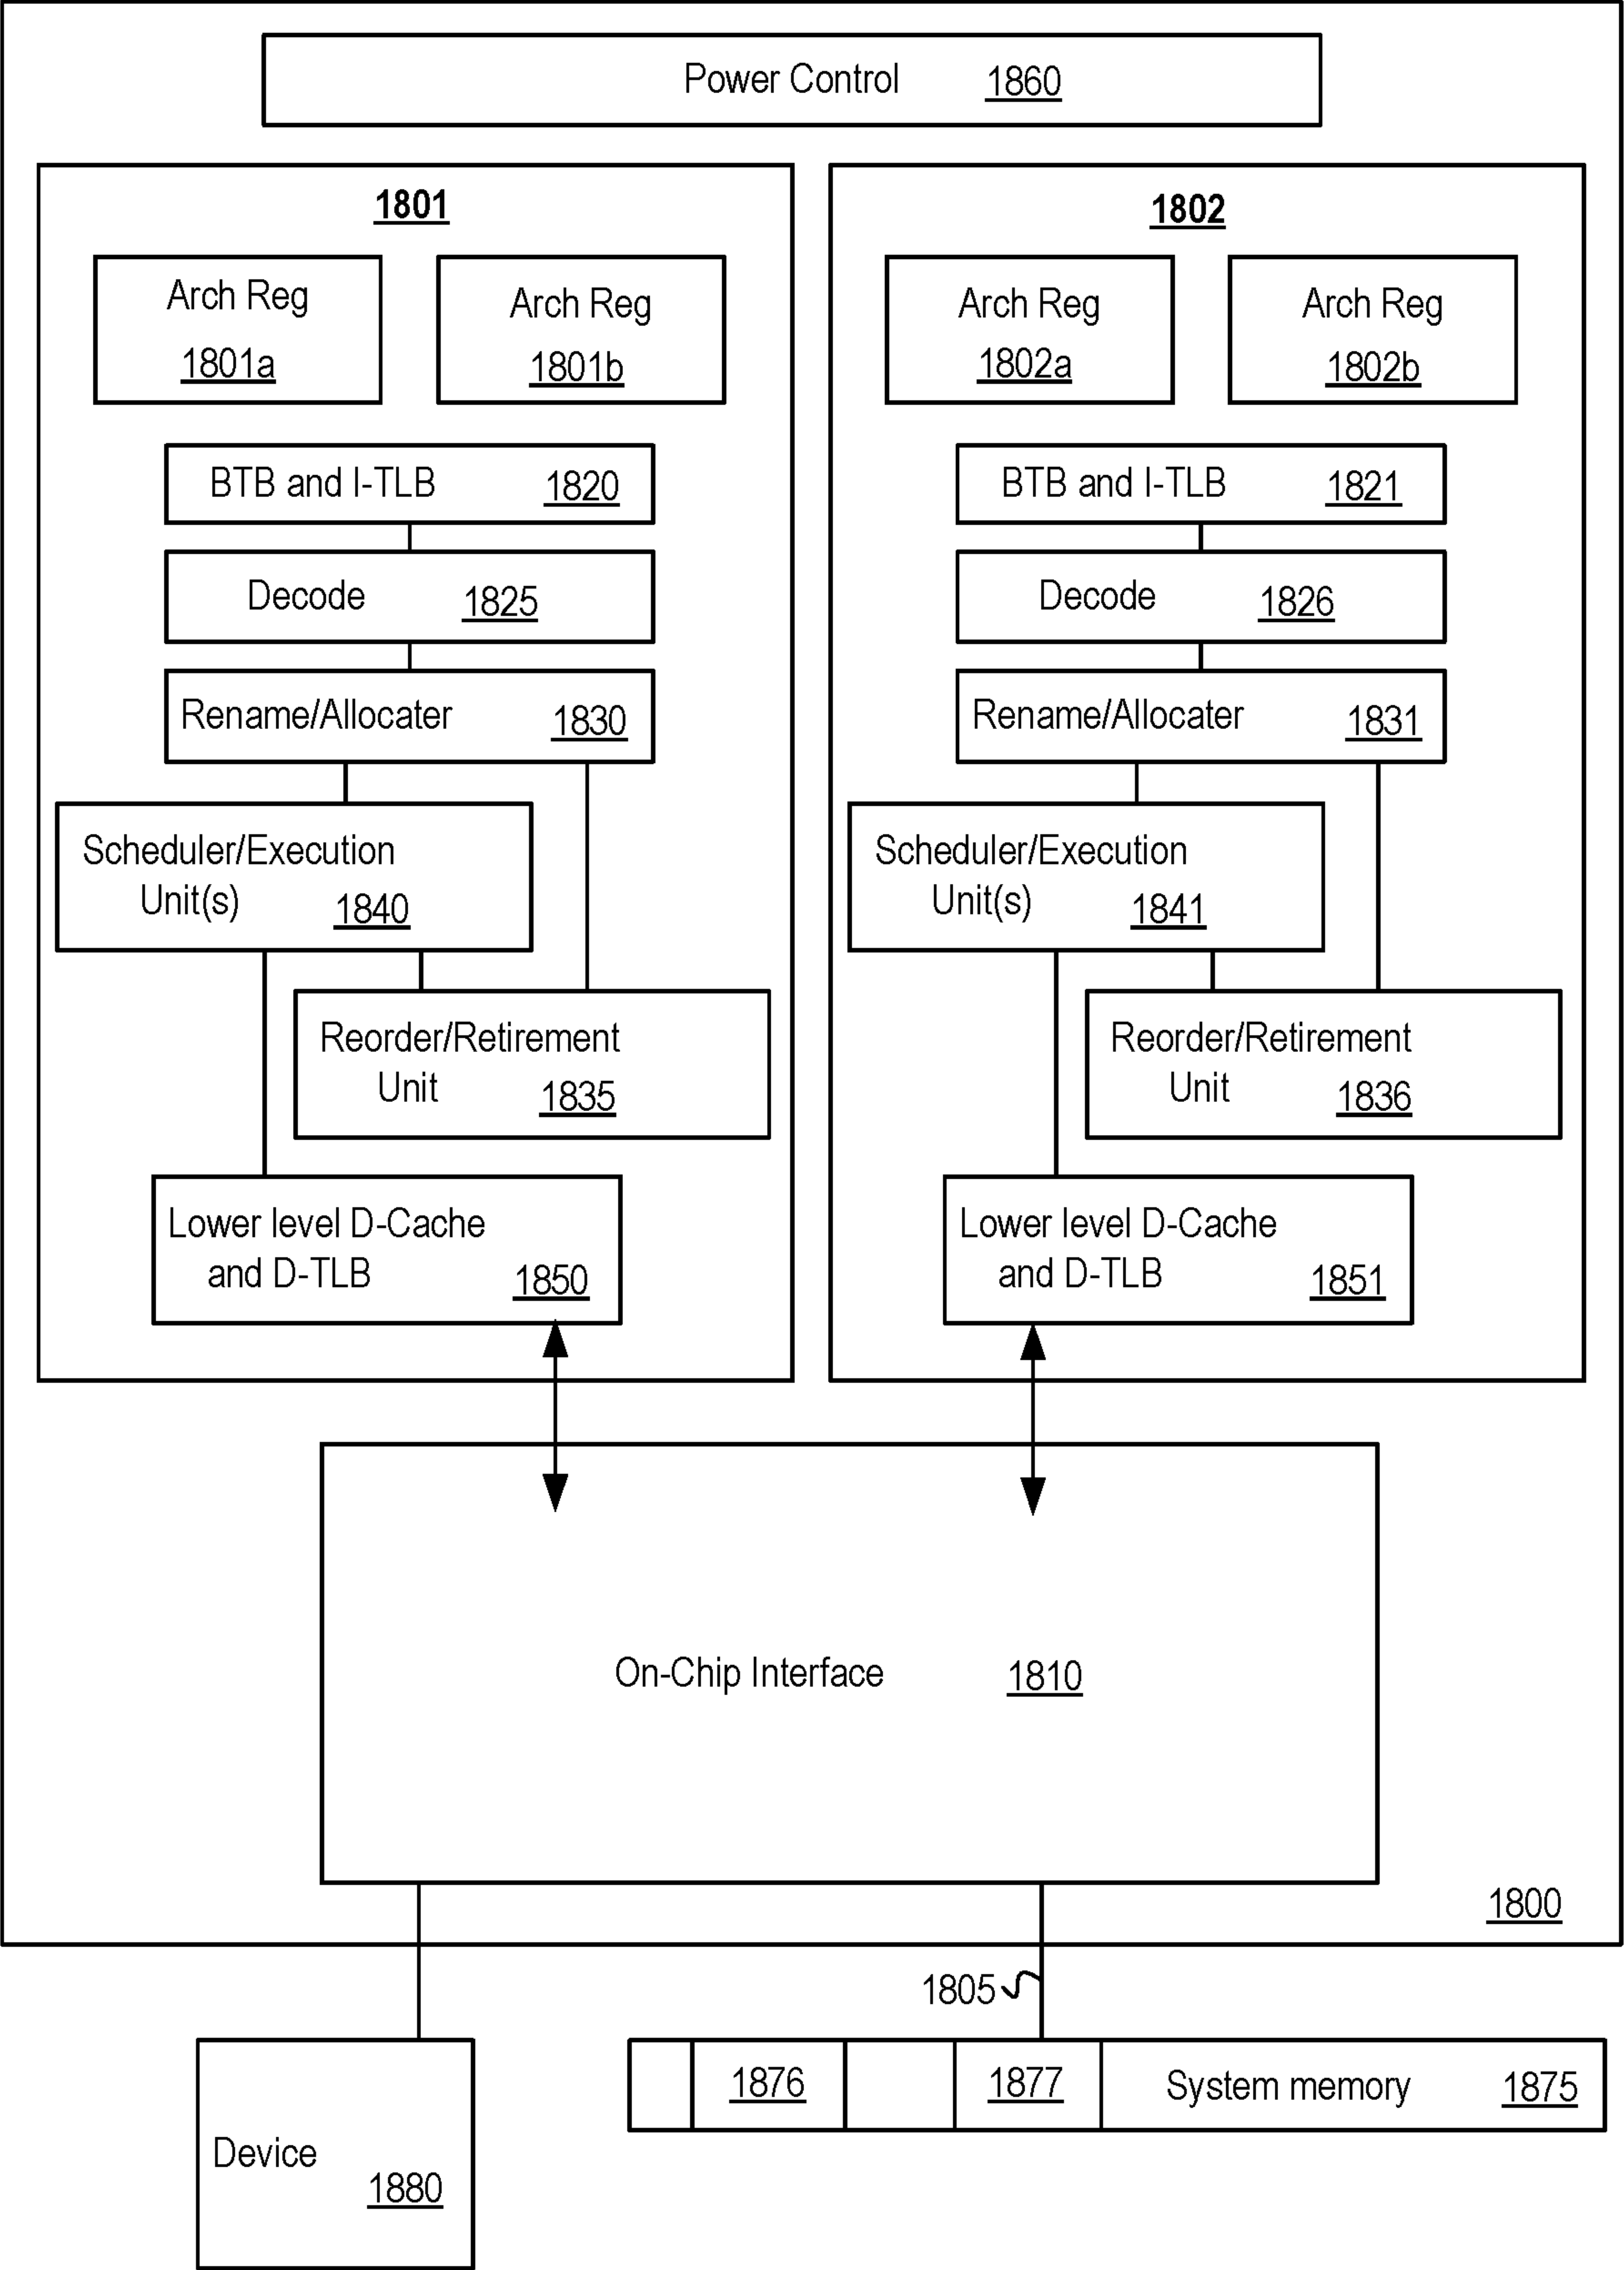 Power Control 1860
1801
Arch Reg
1801a
Arch Reg
1801b
BTB and I-TLB 1820
Decode 1825
Rename/Allocater 1830
Scheduler/Execution
Unit(s) 1840
Reorder/Retirement
Unit 1835
Lower level D-Cache
and D-TLB 1850
1802
Arch Reg
1802a
Arch Reg
1802b
BTB and I-TLB 1821
Decode 1826
Rename/Allocater 1831
Scheduler/Execution
Unit(s) 1841
Reorder/Retirement
Unit 1836
Lower level D-Cache
and D-TLB 1851
On-Chip Interface 1810
1800
1805
1876 1877 System memory 1875
Device 1880